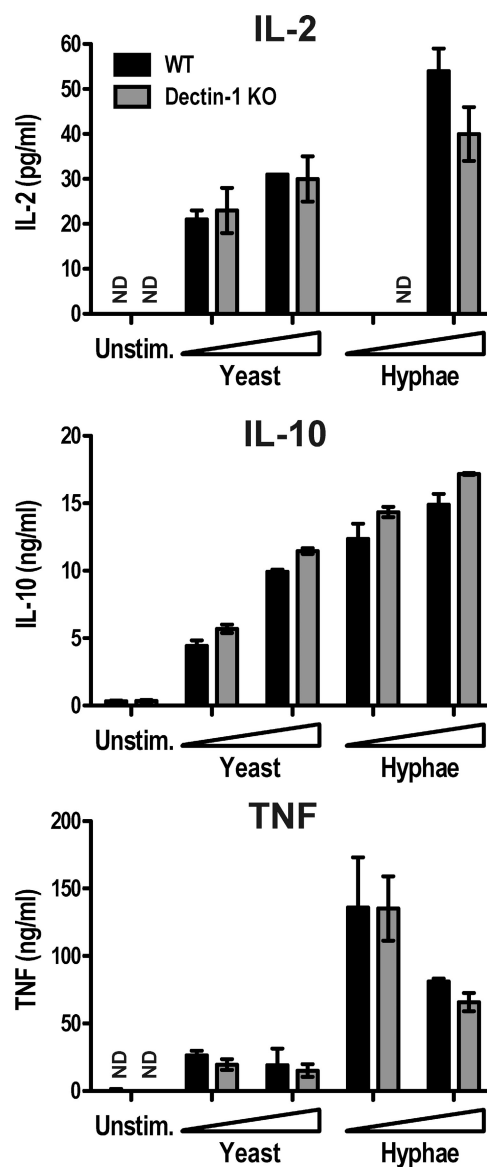 IL-2
WT
Dectin-1 KO
IL-2 (pg/ml)
60
50
40
30
20
10
0
ND
ND
ND
Unstim.
Yeast
Hyphae
IL-10
IL-10 (ng/ml)
20
15
10
5
0
Unstim.
Yeast
Hyphae
TNF
TNF (ng/ml)
200
150
100
50
0
ND
ND
Unstim.
Yeast
Hyphae